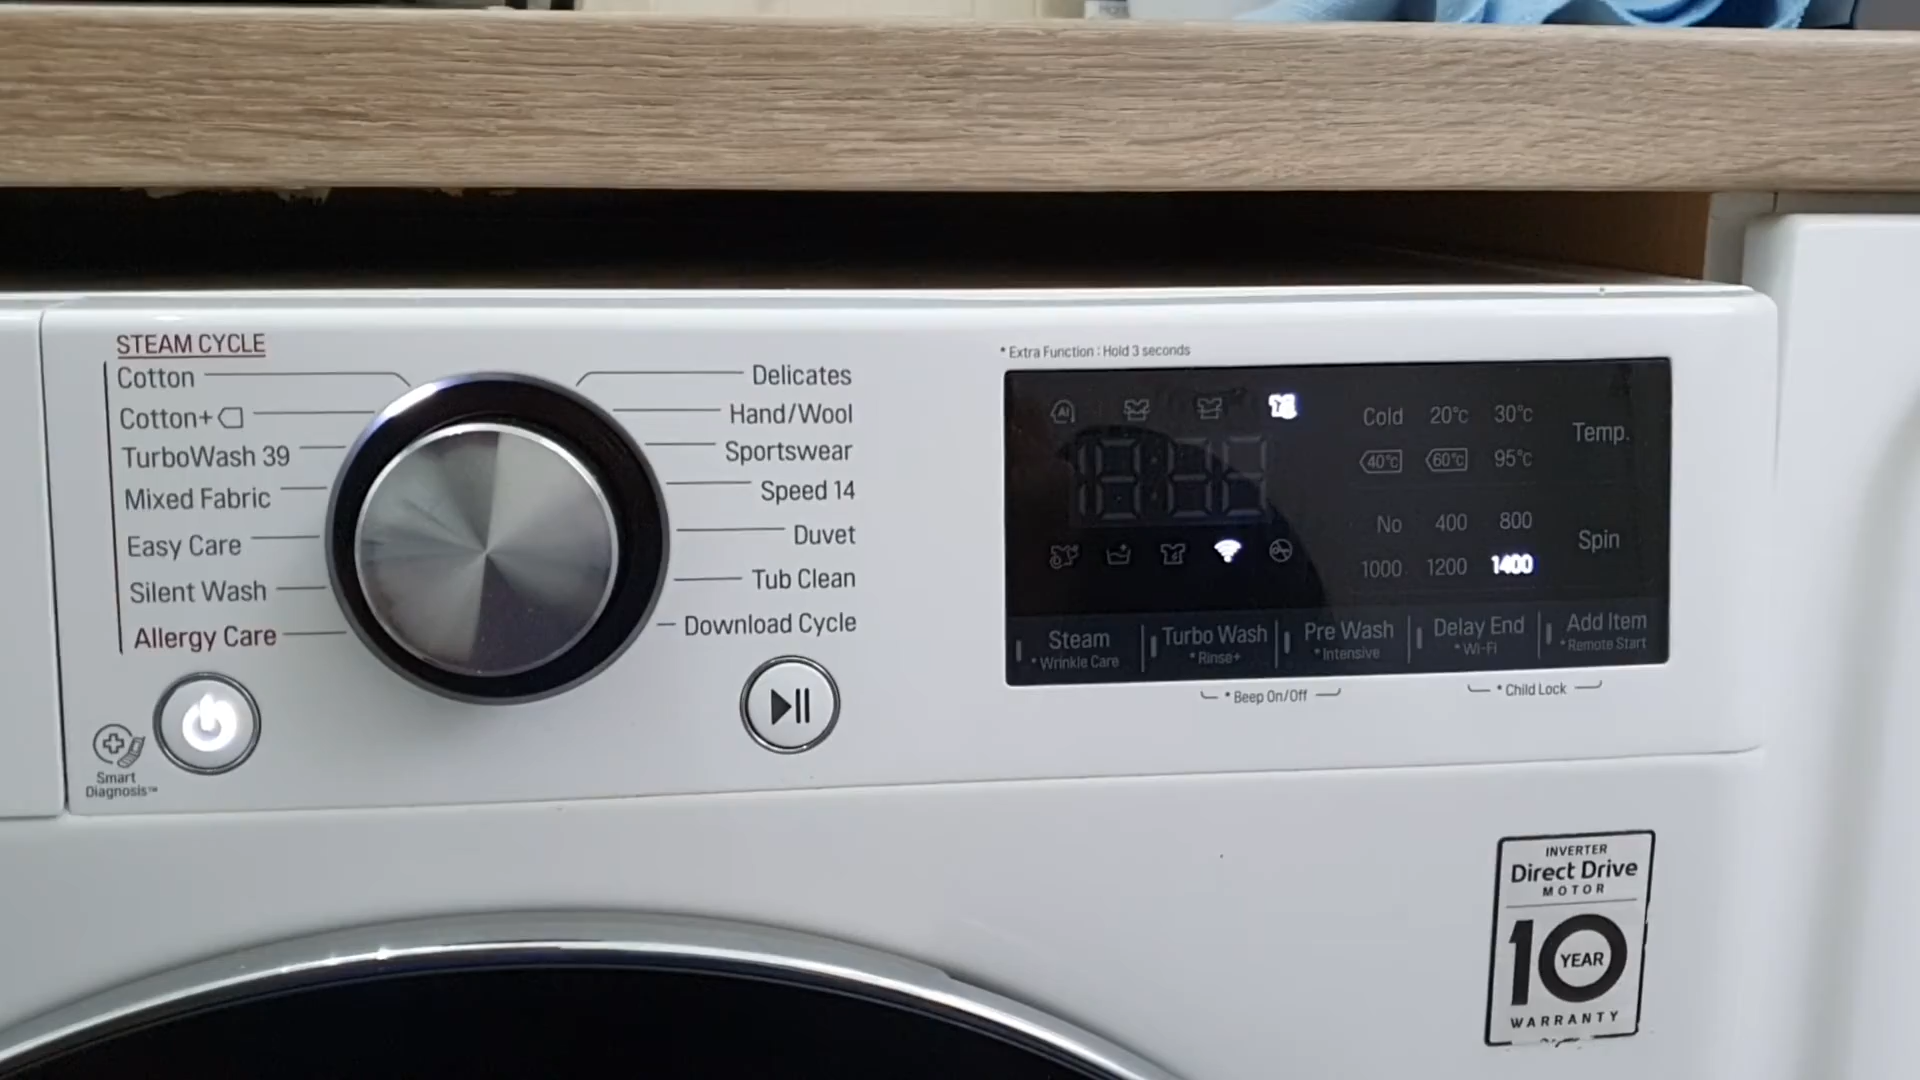 STEAM CYCLE
Cotton
Cotton+
TurboWash 39
Mixed Fabric
Easy Care
Silent Wash
Allergy Care
Delicates
Hand/Wool
Sportswear
Speed 14
Duvet
Tub Clean
Download Cycle
Smart
Diagnosis™
* Extra Function : Hold 3 seconds
AI
Cold 20°c 30°c
40°c 60°c 95°c
Temp.
No 400 800
1000 1200 1400
Spin
Steam
* Wrinkle Care
Turbo Wash
* Rinse+
Pre Wash
* Intensive
Delay End
* Wi-Fi
Add Item
* Remote Start
* Beep On/Off
* Child Lock
INVERTER
Direct Drive
MOTOR
10
YEAR
WARRANTY